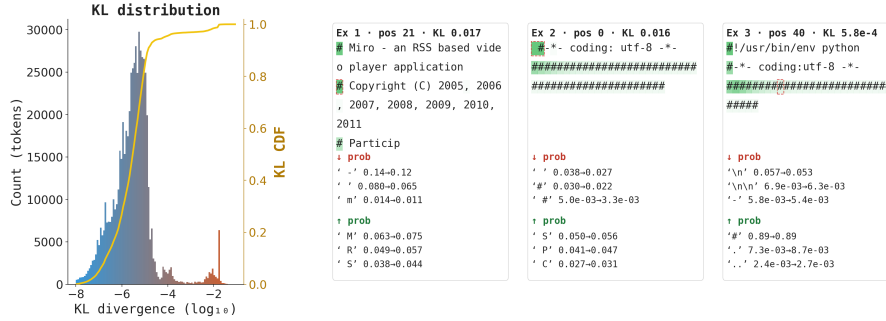 KL distribution
30000
25000
20000
15000
10000
5000
0
Count (tokens)
−8
−6
−4
−2
KL divergence (log₁₀)
1.0
0.8
0.6
0.4
0.2
0.0
KL CDF
Ex 1 · pos 21 · KL 0.017
# Miro - an RSS based vide
o player application
# Copyright (C) 2005, 2006
, 2007, 2008, 2009, 2010,
2011
# Particip
↓ prob
‘ -’ 0.14→0.12
‘ ’ 0.080→0.065
‘ m’ 0.014→0.011
↑ prob
‘ M’ 0.063→0.075
‘ R’ 0.049→0.057
‘ S’ 0.038→0.044
Ex 2 · pos 0 · KL 0.016
#-*- coding: utf-8 -*-
#########################
####################
↓ prob
‘ ’ 0.038→0.027
‘#’ 0.030→0.022
‘ #’ 5.0e-03→3.3e-03
↑ prob
‘ S’ 0.050→0.056
‘ P’ 0.041→0.047
‘ C’ 0.027→0.031
Ex 3 · pos 40 · KL 5.8e-4
#!/usr/bin/env python
#-*- coding:utf-8 -*-
#########################
#####
↓ prob
‘\n’ 0.057→0.053
‘\n\n’ 6.9e-03→6.3e-03
‘-’ 5.8e-03→5.4e-03
↑ prob
‘#’ 0.89→0.89
‘.’ 7.3e-03→8.7e-03
‘..’ 2.4e-03→2.7e-03